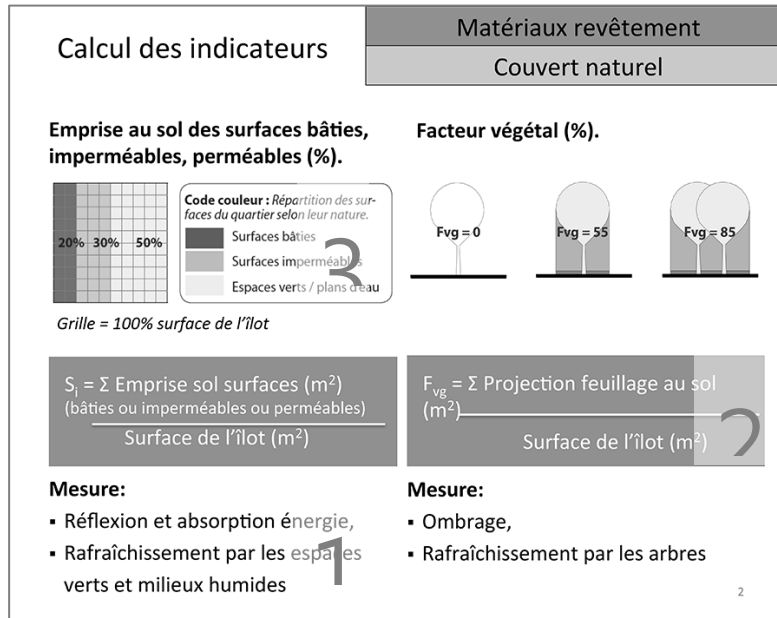 Calcul des indicateurs
Matériaux revêtement
Couvert naturel
Emprise au sol des surfaces bâties,
imperméables, perméables (%).
20% 30% 50%
Code couleur : Répartition des sur-
faces du quartier selon leur nature.
Surfaces bâties
Surfaces imperméables
Espaces verts / plans d'eau
3
Grille = 100% surface de l'îlot
Facteur végétal (%).
Fvg = 0
Fvg = 55
Fvg = 85
Si = Σ Emprise sol surfaces (m²)
(bâties ou imperméables ou perméables)
Surface de l'îlot (m²)
Fvg = Σ Projection feuillage au sol
(m²)
Surface de l'îlot (m²)
2
Mesure:
▪ Réflexion et absorption énergie,
▪ Rafraîchissement par les espaces
verts et milieux humides
1
Mesure:
▪ Ombrage,
▪ Rafraîchissement par les arbres
2